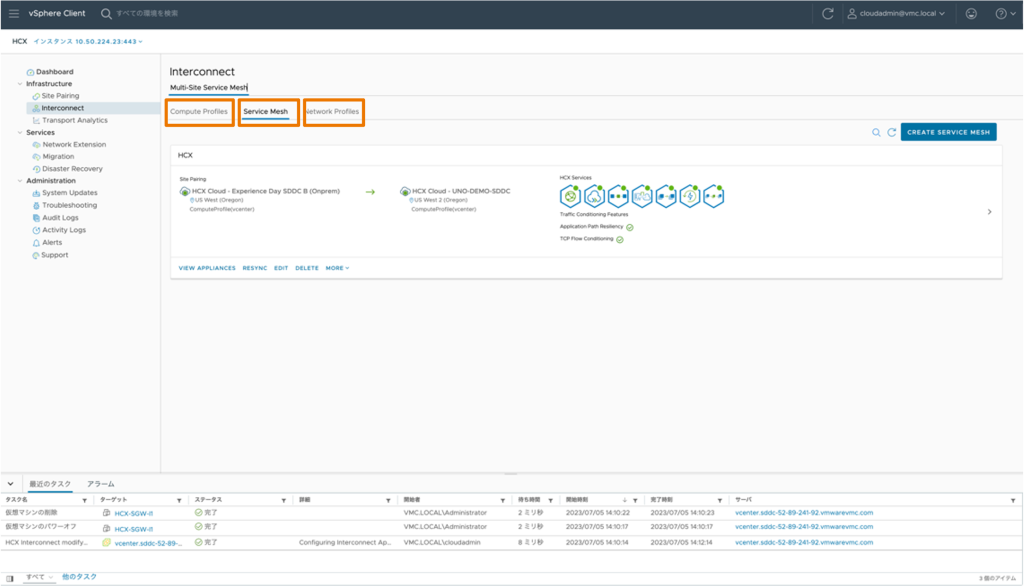 vSphere Client
すべての環境を検索
cloudadmin@vmc.local
HCX インスタンス 10.50.224.23:443
Dashboard
Infrastructure
Site Pairing
Interconnect
Transport Analytics
Services
Network Extension
Migration
Disaster Recovery
Administration
System Updates
Troubleshooting
Audit Logs
Activity Logs
Alerts
Support
Interconnect
Multi-Site Service Mesh
Compute Profiles Service Mesh Network Profiles
CREATE SERVICE MESH
HCX
Site Pairing
HCX Cloud - Experience Day SDDC B (Onprem)
US West (Oregon)
ComputeProfile(vcenter)
HCX Cloud - UNO-DEMO-SDDC
US West 2 (Oregon)
ComputeProfile(vcenter)
HCX Services
Traffic Conditioning Features
Application Path Resiliency
TCP Flow Conditioning
VIEW APPLIANCES RESYNC EDIT DELETE MORE
最近のタスク アラーム
タスク名 ターゲット ステータス 詳細 開始者 待ち時間 開始時刻 完了時刻 サーバ
仮想マシンの削除 HCX-SGW-I1 完了 VMC.LOCAL\Administrator 2 ミリ秒 2023/07/05 14:10:22 2023/07/05 14:10:23 vcenter.sddc-52-89-241-92.vmwarevmc.com
仮想マシンのパワーオフ HCX-SGW-I1 完了 VMC.LOCAL\Administrator 2 ミリ秒 2023/07/05 14:10:17 2023/07/05 14:10:17 vcenter.sddc-52-89-241-92.vmwarevmc.com
HCX Interconnect modify... vcenter.sddc-52-89-... 完了 Configuring Interconnect Ap... VMC.LOCAL\cloudadmin 8 ミリ秒 2023/07/05 14:10:14 2023/07/05 14:12:14 vcenter.sddc-52-89-241-92.vmwarevmc.com
すべて 他のタスク
3 個のアイテム